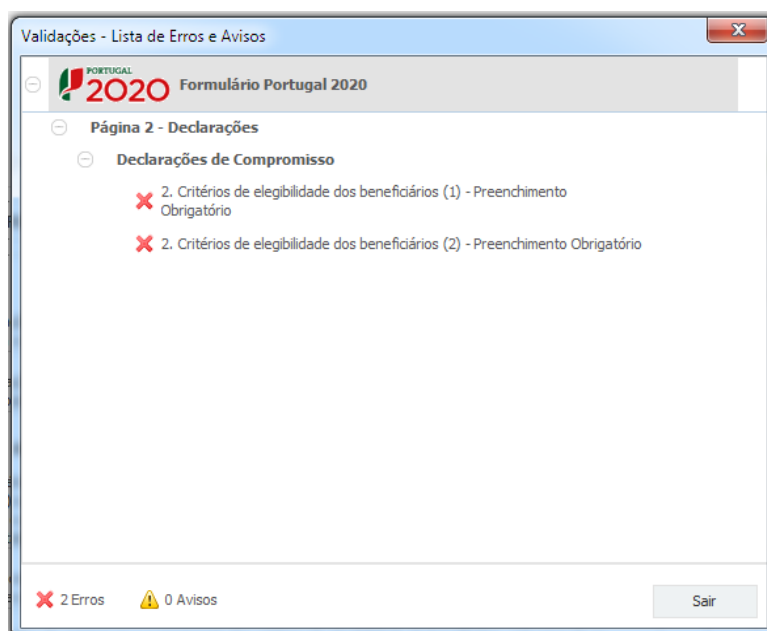 Validações - Lista de Erros e Avisos
PORTUGAL
2020 Formulário Portugal 2020
Página 2 - Declarações
Declarações de Compromisso
2. Critérios de elegibilidade dos beneficiários (1) - Preenchimento
Obrigatório
2. Critérios de elegibilidade dos beneficiários (2) - Preenchimento Obrigatório
2 Erros 0 Avisos Sair